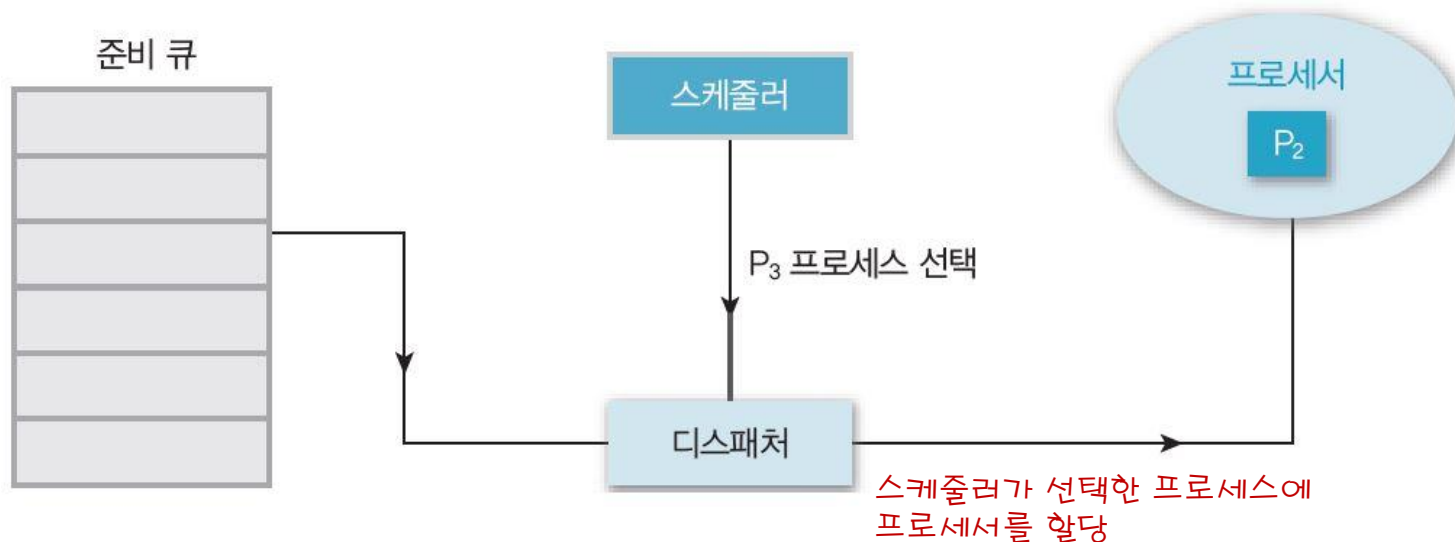 준비 큐
스케줄러
프로세서
P₂
P₃ 프로세스 선택
디스패처
스케줄러가 선택한 프로세스에
프로세서를 할당